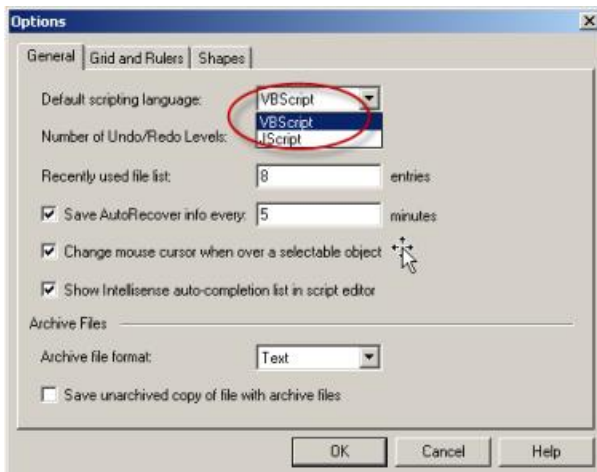 Options
General Grid and Rulers Shapes
Default scripting language: VBScript
VBScript
Number of Undo/Redo Levels: JScript
Recently used file list: 8 entries
Save AutoRecover info every: 5 minutes
Change mouse cursor when over a selectable object
Show Intellisense auto-completion list in script editor
Archive Files
Archive file format: Text
Save unarchived copy of file with archive files
OK Cancel Help